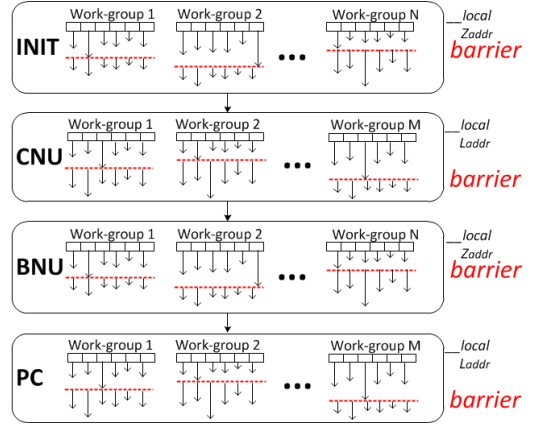 Work-group 1 Work-group 2 Work-group N __local
Zaddr
INIT barrier
...
Work-group 1 Work-group 2 Work-group M __local
Laddr
CNU
...
barrier
Work-group 1 Work-group 2 Work-group N __local
Zaddr
BNU barrier
...
Work-group 1 Work-group 2 Work-group M __local
Laddr
PC
...
barrier